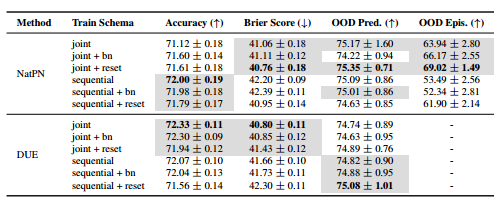 Method Train Schema Accuracy (↑) Brier Score (↓) OOD Pred. (↑) OOD Epis. (↑)
joint 71.12 ± 0.18 41.06 ± 0.18 75.17 ± 1.60 63.94 ± 2.80
joint + bn 71.60 ± 0.14 41.11 ± 0.12 74.22 ± 0.94 66.17 ± 2.55
NatPN joint + reset 71.61 ± 0.18 40.76 ± 0.18 75.35 ± 0.71 69.02 ± 1.49
sequential 72.00 ± 0.19 42.20 ± 0.09 75.09 ± 0.86 53.49 ± 2.56
sequential + bn 71.98 ± 0.18 42.39 ± 0.11 75.01 ± 0.86 52.34 ± 2.81
sequential + reset 71.79 ± 0.17 40.95 ± 0.14 74.63 ± 0.85 61.90 ± 2.14
joint 72.33 ± 0.11 40.80 ± 0.11 74.74 ± 0.89 -
joint + bn 72.30 ± 0.09 40.85 ± 0.12 74.63 ± 0.95 -
DUE joint + reset 71.94 ± 0.12 41.43 ± 0.12 74.89 ± 0.76 -
sequential 72.07 ± 0.10 41.66 ± 0.10 74.82 ± 0.90 -
sequential + bn 72.04 ± 0.13 41.73 ± 0.11 74.88 ± 0.95 -
sequential + reset 71.56 ± 0.14 42.30 ± 0.11 75.08 ± 1.01 -